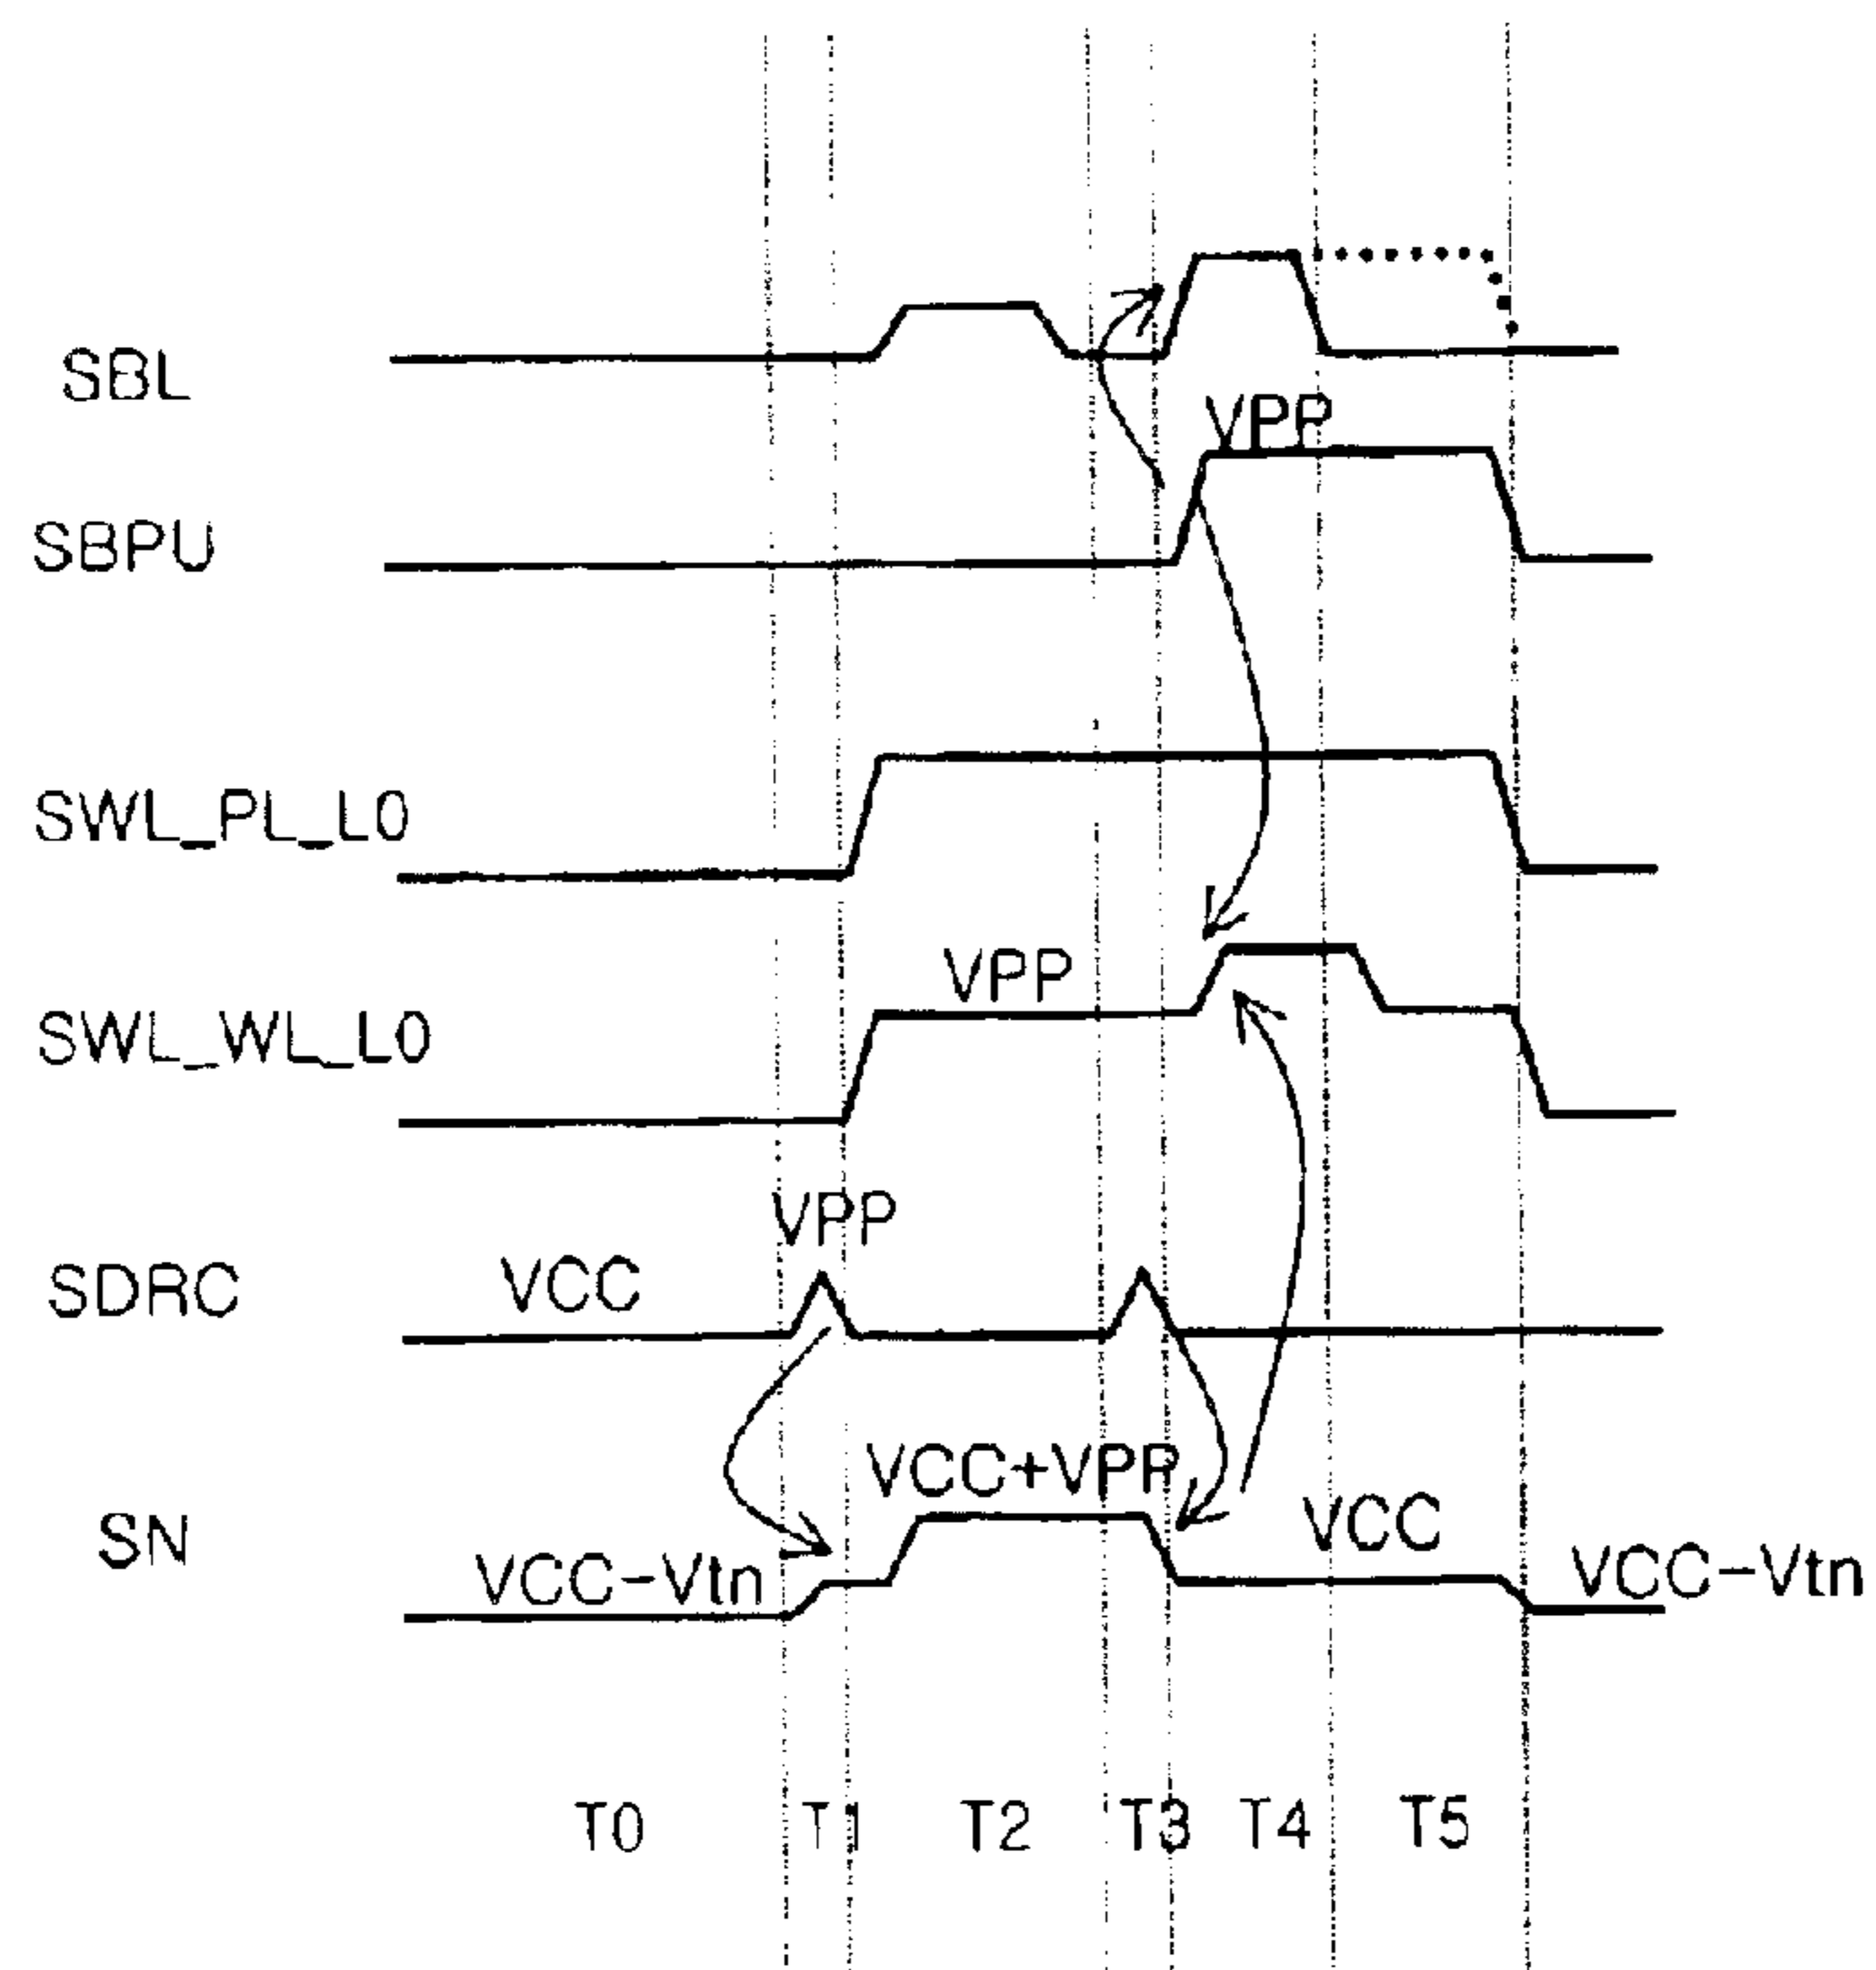 SBL
VPP
SBPU
SWL_PL_L0
VPP
SWL_WL_L0
VPP
SDRC
VCC
VCC+VPP
SN
VCC
VCC-Vtn
VCC-Vtn
T0
T1
T2
T3
T4
T5